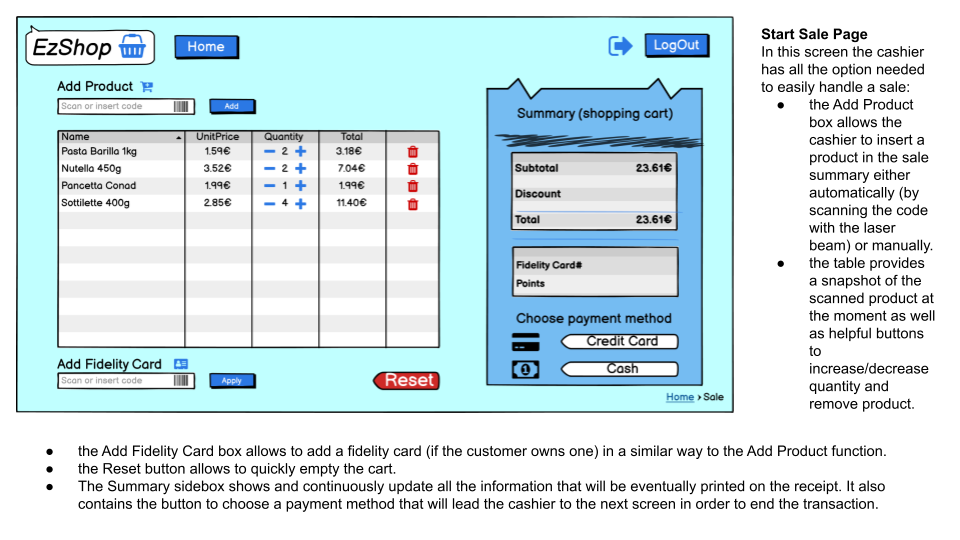 EzShop
Home
LogOut
Add Product
Scan or insert code
Add
Name UnitPrice Quantity Total
Pasta Barilla 1kg 1.59€ 2 3.18€
Nutella 450g 3.52€ 2 7.04€
Pancetta Conad 1.99€ 1 1.99€
Sottilette 400g 2.85€ 4 11.40€
Add Fidelity Card
Scan or insert code
Apply
Reset
Summary (shopping cart)
Subtotal 23.61€
Discount
Total 23.61€
Fidelity Card#
Points
Choose payment method
Credit Card
Cash
Home › Sale
Start Sale Page
In this screen the cashier
has all the option needed
to easily handle a sale:
● the Add Product
box allows the
cashier to insert a
product in the sale
summary either
automatically (by
scanning the code
with the laser
beam) or manually.
● the table provides
a snapshot of the
scanned product at
the moment as well
as helpful buttons
to
increase/decrease
quantity and
remove product.
● the Add Fidelity Card box allows to add a fidelity card (if the customer owns one) in a similar way to the Add Product function.
● the Reset button allows to quickly empty the cart.
● The Summary sidebox shows and continuously update all the information that will be eventually printed on the receipt. It also
contains the button to choose a payment method that will lead the cashier to the next screen in order to end the transaction.